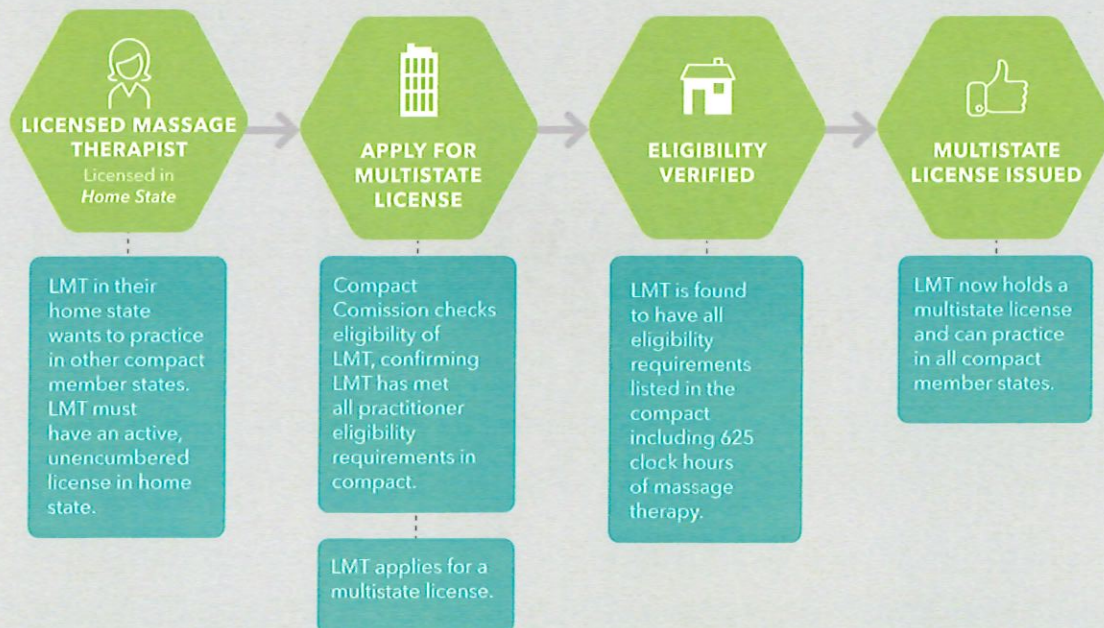 LICENSED MASSAGE
THERAPIST
Licensed in
Home State
LMT in their
home state
wants to practice
in other compact
member states.
LMT must
have an active,
unencumbered
license in home
state.
APPLY FOR
MULTISTATE
LICENSE
Compact
Comission checks
eligibility of
LMT, confirming
LMT has met
all practitioner
eligibility
requirements in
compact.
LMT applies for a
multistate license.
ELIGIBILITY
VERIFIED
LMT is found
to have all
eligibility
requirements
listed in the
compact
including 625
clock hours
of massage
therapy.
MULTISTATE
LICENSE ISSUED
LMT now holds a
multistate license
and can practice
in all compact
member states.